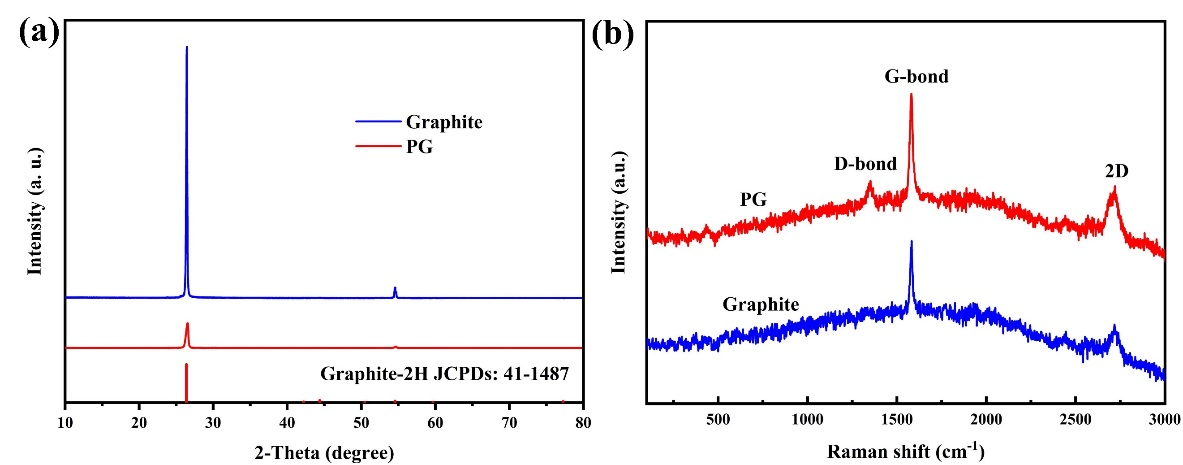 (a)
Intensity (a. u.)
Graphite
PG
Graphite-2H JCPDs: 41-1487
10 20 30 40 50 60 70 80
2-Theta (degree)
(b)
Intensity (a.u.)
G-bond
D-bond
2D
PG
Graphite
500 1000 1500 2000 2500 3000
Raman shift (cm⁻¹)